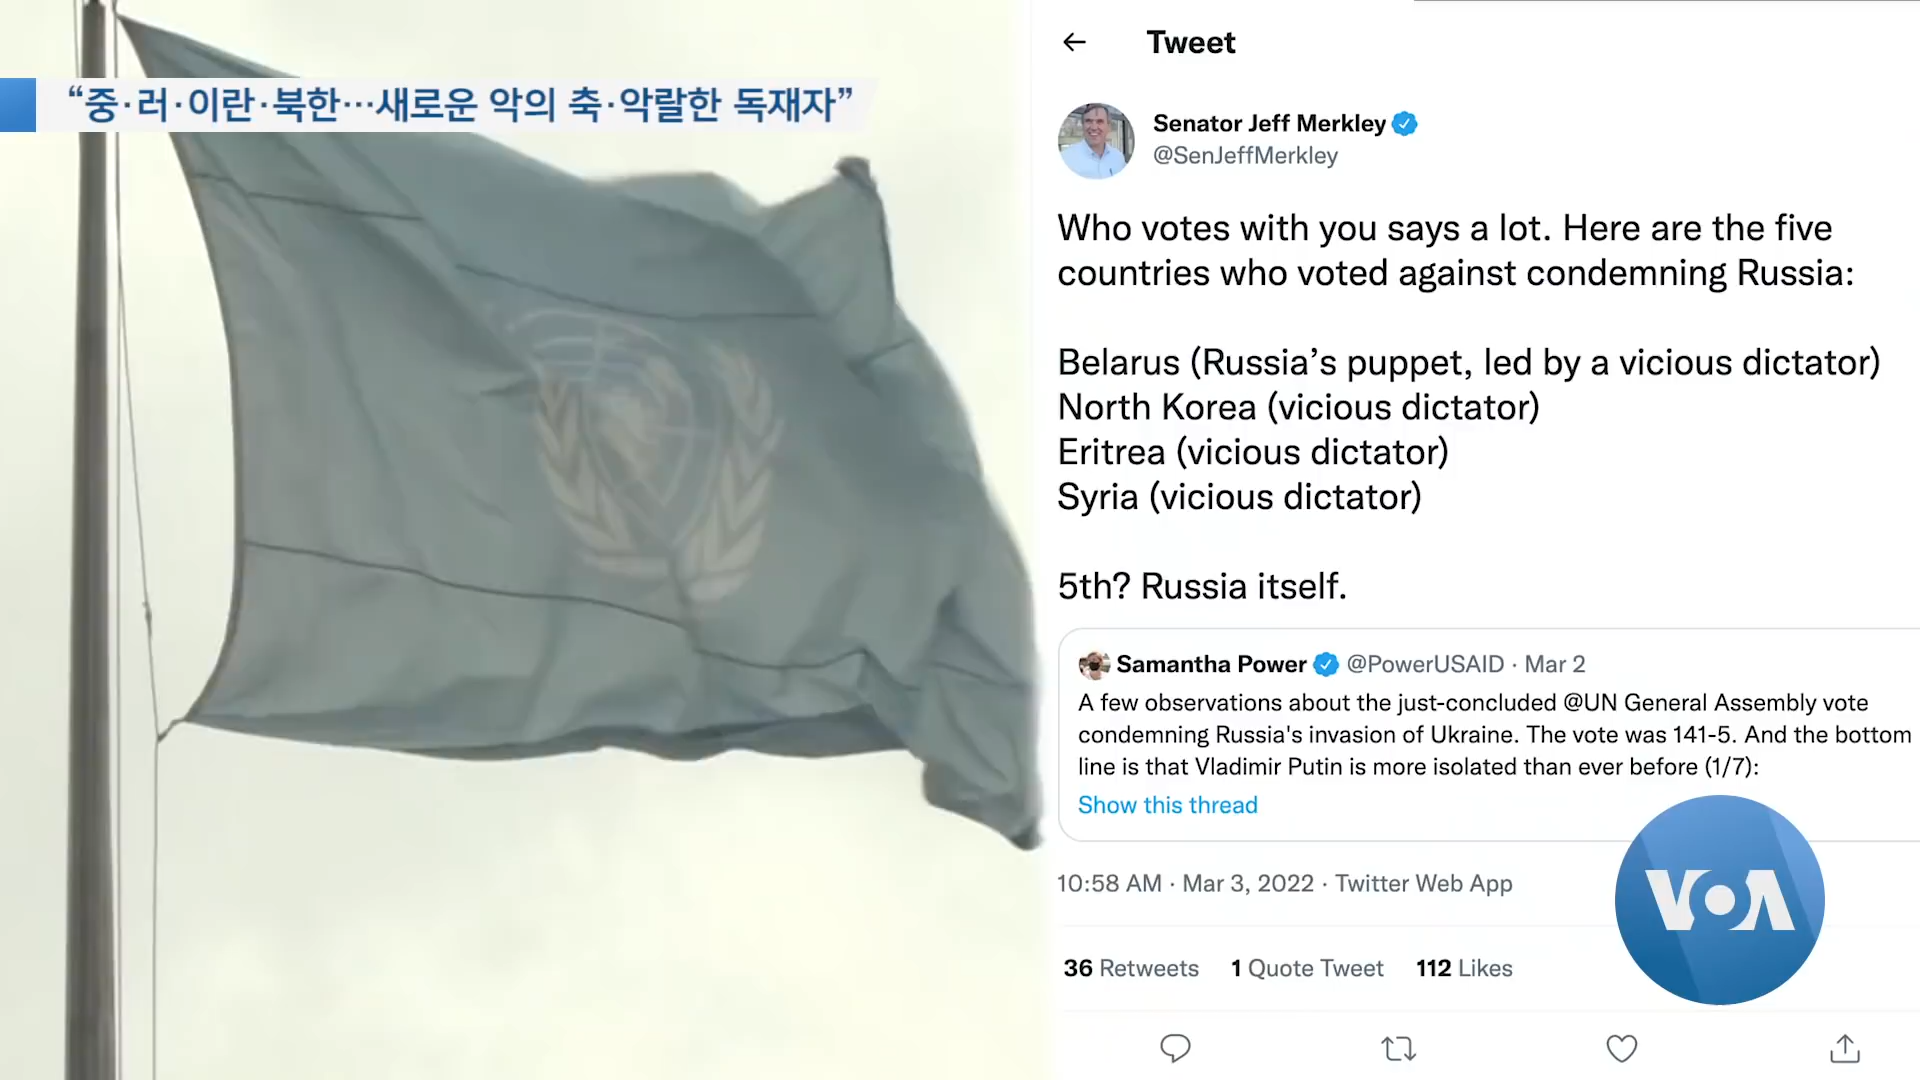 “중·러·이란·북한…새로운 악의 축·악랄한 독재자”
Tweet
Senator Jeff Merkley
@SenJeffMerkley
Who votes with you says a lot. Here are the five
countries who voted against condemning Russia:
Belarus (Russia’s puppet, led by a vicious dictator)
North Korea (vicious dictator)
Eritrea (vicious dictator)
Syria (vicious dictator)
5th? Russia itself.
Samantha Power @PowerUSAID · Mar 2
A few observations about the just-concluded @UN General Assembly vote
condemning Russia's invasion of Ukraine. The vote was 141-5. And the bottom
line is that Vladimir Putin is more isolated than ever before (1/7):
Show this thread
10:58 AM · Mar 3, 2022 · Twitter Web App
36 Retweets 1 Quote Tweet 112 Likes
VOA